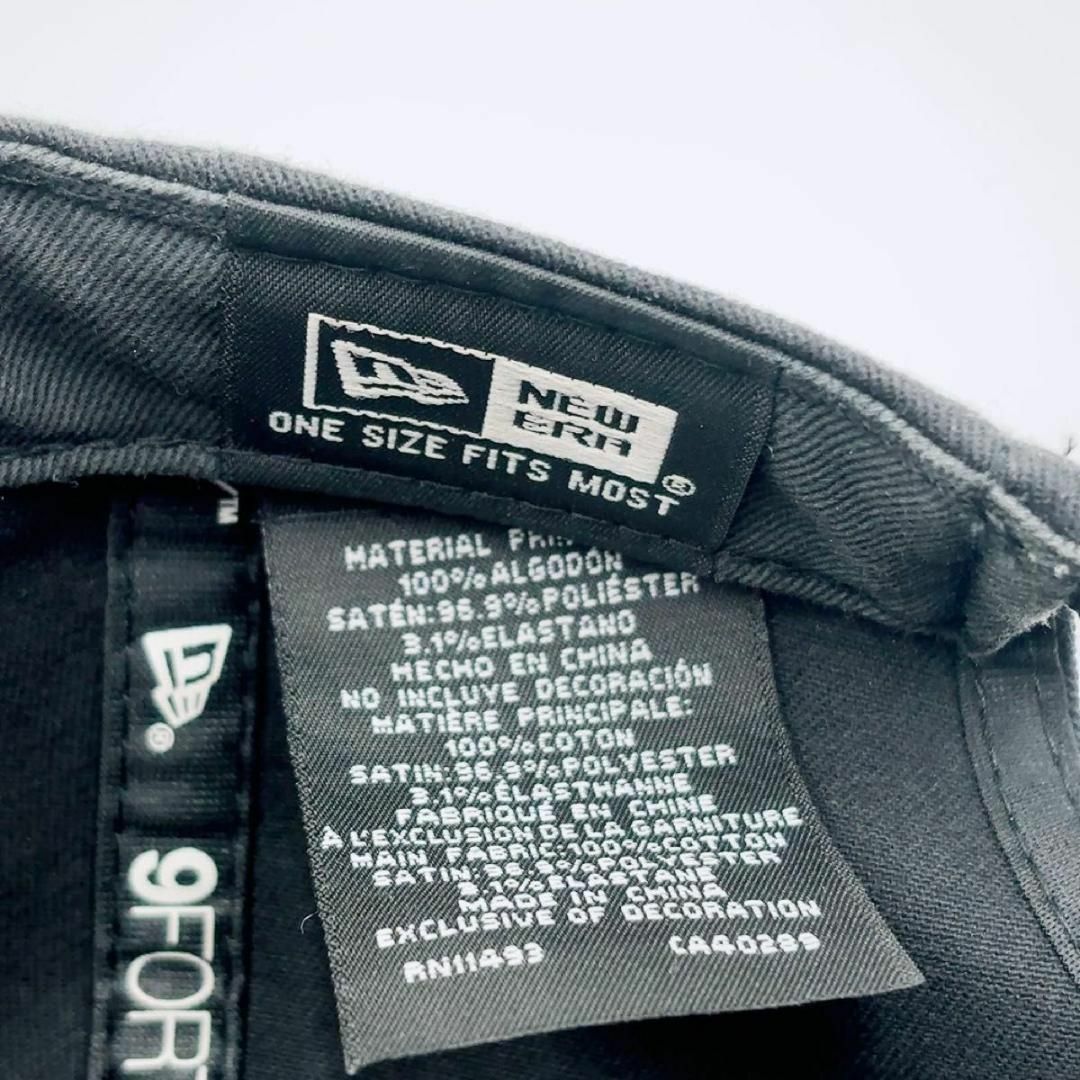 NEW
ERA
®
ONE SIZE FITS MOST
MATERIAL
100%ALGODÓN
SATÉN:96.9%POLIÉSTER
3.1%ELASTANO
HECHO EN CHINA
NO INCLUYE DECORACIÓN
MATIÈRE PRINCIPALE:
100%COTON
SATIN:96.9%POLYESTER
3.1%ÉLASTHANNE
FABRIQUÉ EN CHINE
À L'EXCLUSION DE LA GARNITURE
MAIN FABRIC:100%COTTON
SATIN:96.9%POLYESTER
3.1%ELASTANE
MADE IN CHINA
EXCLUSIVE OF DECORATION
RN11493 CA40289
®
9FORT